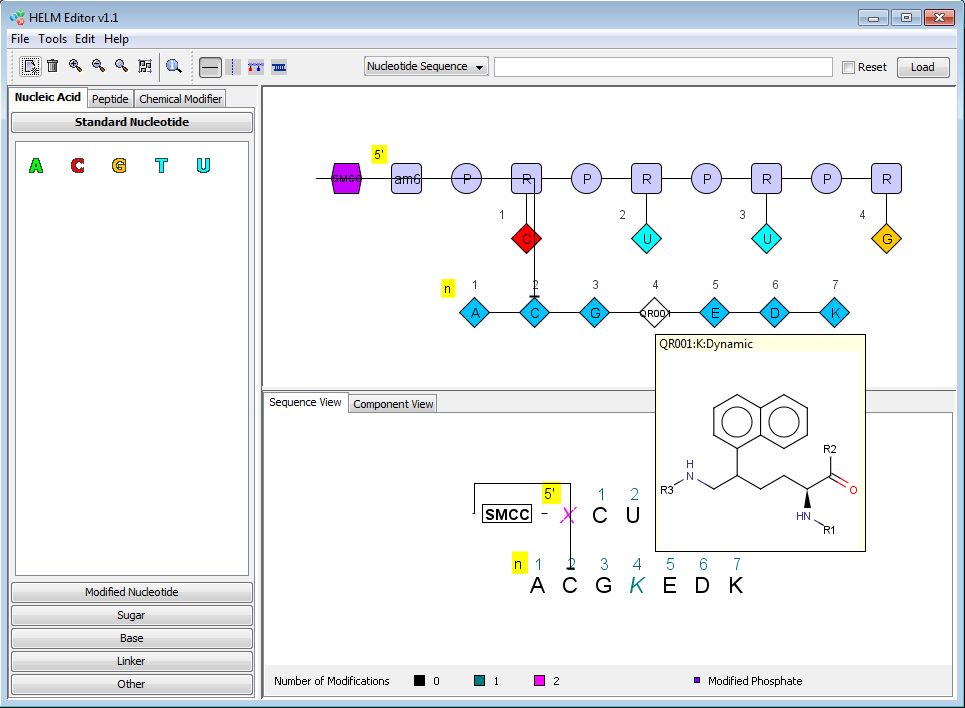 HELM Editor v1.1
File Tools Edit Help
Nucleotide Sequence Reset Load
Nucleic Acid Peptide Chemical Modifier
Standard Nucleotide
A C G T U
5'
SMCC am6 P R P R P R P R
1 2 3 4
C U U G
n 1 2 3 4 5 6 7
A C G QR001 E D K
QR001:K:Dynamic
R2
H
N
R3
O
HN
R1
Sequence View Component View
5' 1 2
SMCC - X C U
n 1 2 3 4 5 6 7
A C G K E D K
Modified Nucleotide
Sugar
Base
Linker
Other
Number of Modifications 0 1 2 Modified Phosphate